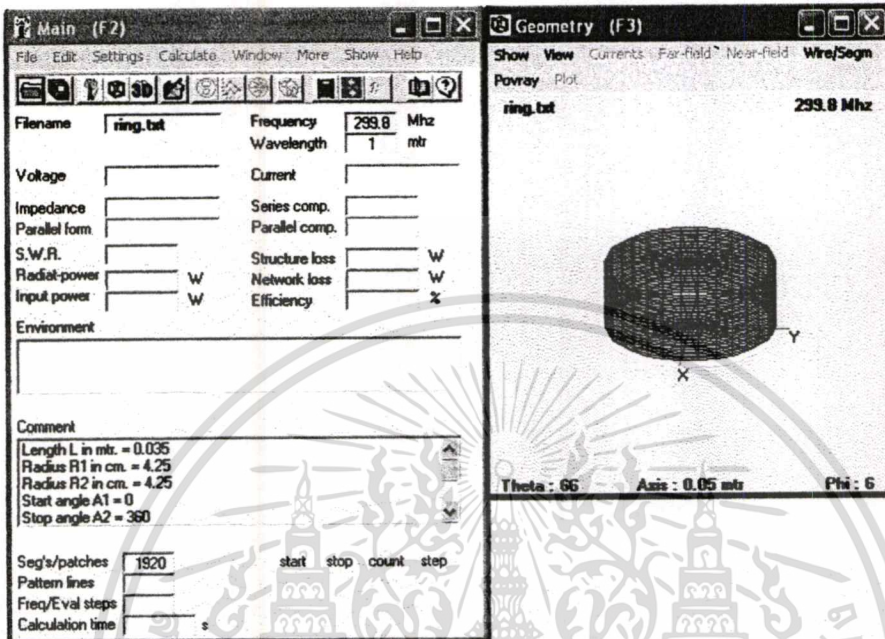 Main (F2)
File Edit Settings Calculate Window More Show Help
3D
Filename ring.txt Frequency 299.8 Mhz
Wavelength 1 mtr
Voltage Current
Impedance Series comp.
Parallel form Parallel comp.
S.W.R. Structure loss W
Radiat-power W Network loss W
Input power W Efficiency %
Environment
Comment
Length L in mtr. = 0.035
Radius R1 in cm. = 4.25
Radius R2 in cm. = 4.25
Start angle A1 = 0
Stop angle A2 = 360
Seg's/patches 1920 start stop count step
Pattern lines
Freq/Eval steps
Calculation time s
Geometry (F3)
Show View Currents Far-field Near-field Wire/Segm
Povray Plot
ring.txt 299.8 Mhz
Y
X
Theta : 66 Axis : 0.05 mtr Phi : 6